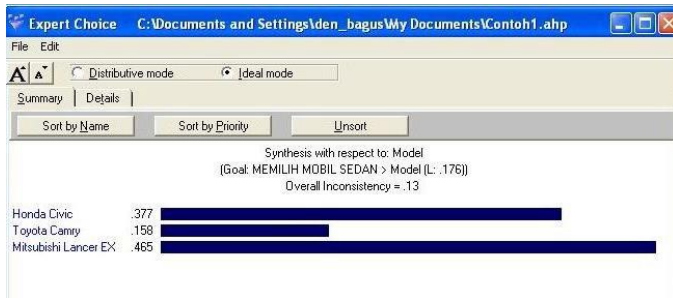 Expert Choice C:\Documents and Settings\den_bagus\My Documents\Contoh1.ahp
File Edit
A A Distributive mode Ideal mode
Summary Details
Sort by Name Sort by Priority Unsort
Synthesis with respect to: Model
(Goal: MEMILIH MOBIL SEDAN > Model (L: .176))
Overall Inconsistency = .13
Honda Civic .377
Toyota Camry .158
Mitsubishi Lancer EX .465